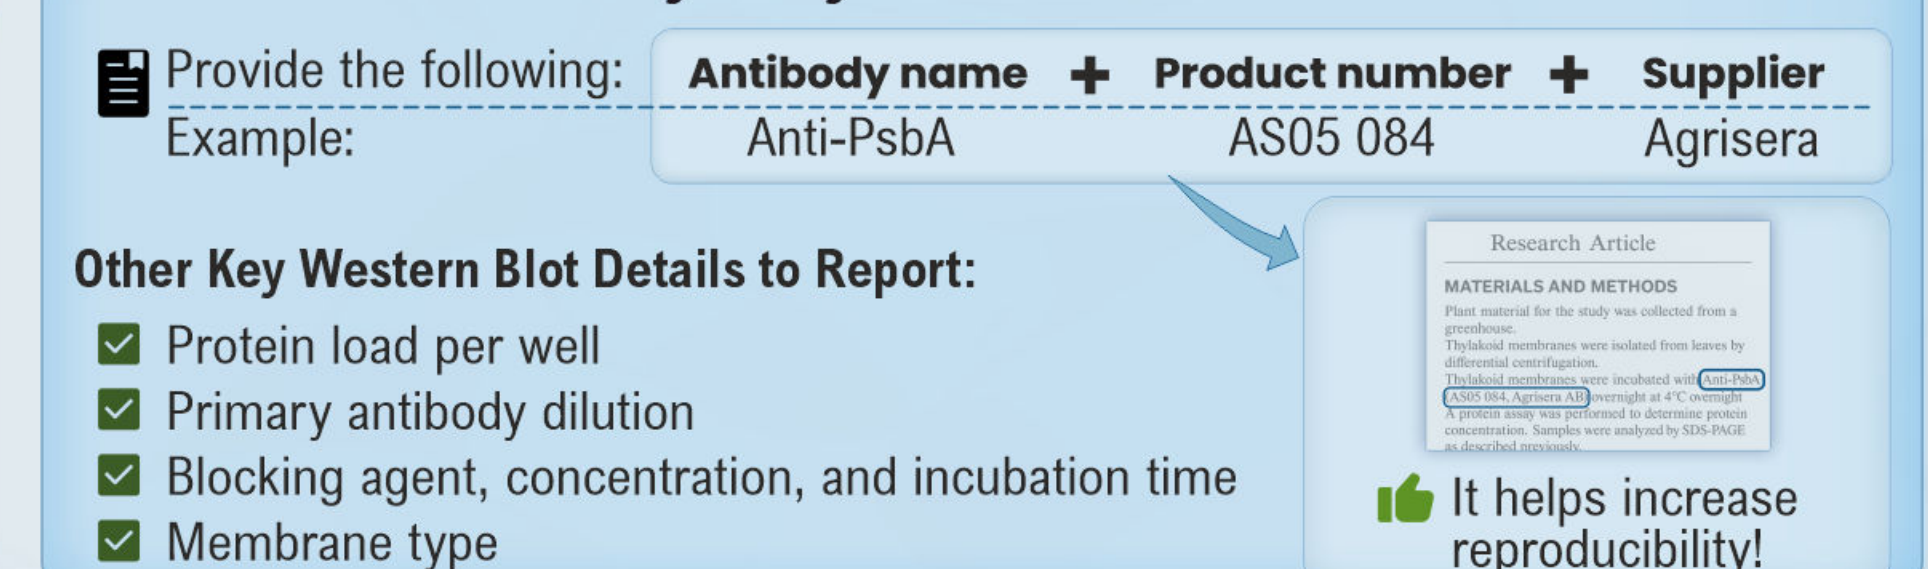 Provide the following: Antibody name + Product number + Supplier
Example: Anti-PsbA AS05 084 Agrisera
Other Key Western Blot Details to Report:
Protein load per well
Primary antibody dilution
Blocking agent, concentration, and incubation time
Membrane type
Research Article
MATERIALS AND METHODS
Plant material for the study was collected from a
greenhouse.
Thylakoid membranes were isolated from leaves by
differential centrifugation.
Thylakoid membranes were incubated with Anti-PsbA
(AS05 084, Agrisera AB) overnight at 4°C overnight
A protein assay was performed to determine protein
concentration. Samples were analyzed by SDS-PAGE
as described previously.
It helps increase
reproducibility!